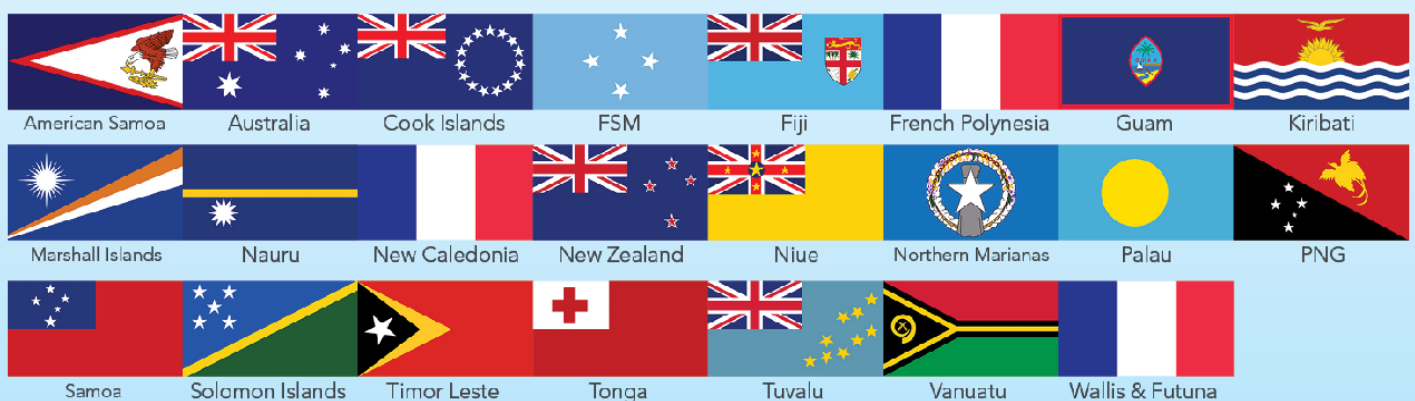 American Samoa Australia Cook Islands FSM Fiji French Polynesia Guam Kiribati
Marshall Islands Nauru New Caledonia New Zealand Niue Northern Marianas Palau PNG
Samoa Solomon Islands Timor Leste Tonga Tuvalu Vanuatu Wallis & Futuna